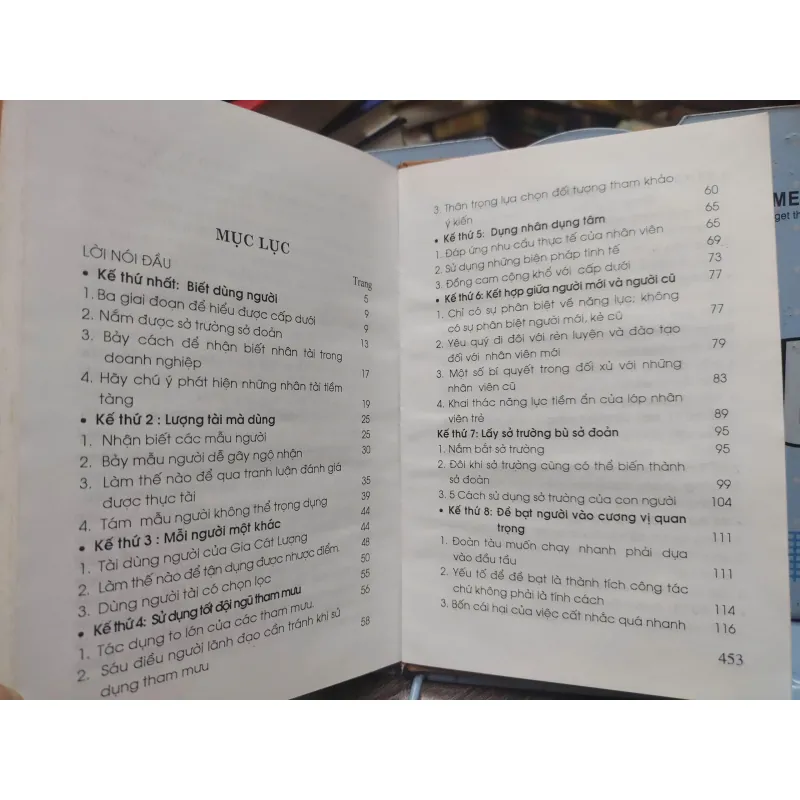 MỤC LỤC
Trang
LỜI NÓI ĐẦU 5
• Kế thứ nhất: Biết dùng người 9
1. Ba giai đoạn để hiểu được cấp dưới 9
2. Nắm được sở trường sở đoản 13
3. Bảy cách để nhận biết nhân tài trong
doanh nghiệp 17
4. Hãy chú ý phát hiện những nhân tài tiềm
tàng 19
• Kế thứ 2 : Lượng tài mà dùng 25
1. Nhận biết các mẫu người 25
2. Bảy mẫu người dễ gây ngộ nhận 30
3. Làm thế nào để qua tranh luận đánh giá
được thực tài 35
4. Tám mẫu người không thể trọng dụng 39
• Kế thứ 3 : Mỗi người một khác 44
1. Tài dùng người của Gia Cát Lượng 44
2. Làm thế nào để tận dụng được nhược điểm. 48
3. Dùng người tài có chọn lọc 50
• Kế thứ 4: Sử dụng tốt đội ngũ tham mưu 55
1. Tác dụng to lớn của các tham mưu. 56
2. Sáu điều người lãnh đạo cần tránh khi sử
dụng tham mưu 58
3. Thận trọng lựa chọn đối tượng tham khảo
ý kiến 60
• Kế thứ 5: Dụng nhân dụng tâm 65
1. Đáp ứng nhu cầu thực tế của nhân viên 65
2. Sử dụng những biện pháp tinh tế 69
3. Đồng cam cộng khổ với cấp dưới 73
• Kế thứ 6: Kết hợp giữa người mới và người cũ 77
1. Chỉ có sự phân biệt về năng lực; không
có sự phân biệt người mới, kẻ cũ 77
2. Yêu quý đi đôi với rèn luyện và đào tạo
đối với nhân viên mới 79
3. Một số bí quyết trong đối xử với những
nhân viên cũ 83
4. Khai thác năng lực tiềm ẩn của lớp nhân
viên trẻ 89
Kế thứ 7: Lấy sở trường bù sở đoản 95
1. Nắm bắt sở trường 95
2. Đôi khi sở trường cũng có thể biến thành
sở đoản 99
3. 5 Cách sử dụng sở trường của con người 104
• Kế thứ 8: Đề bạt người vào cương vị quan
trọng 111
1. Đoàn tàu muốn chạy nhanh phải dựa
vào đầu tầu 111
2. Yếu tố để đề bạt là thành tích công tác
chứ không phải là tính cách 114
3. Bốn cái hại của việc cất nhắc quá nhanh 116
453
ME
get th